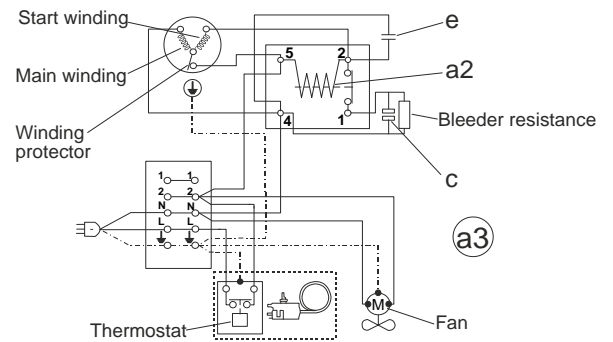 Start winding
e
5 2
Main winding
a2
4 1
Bleeder resistance
Winding
protector
c
1 1
2 2
N N
L L
a3
M
Fan
Thermostat